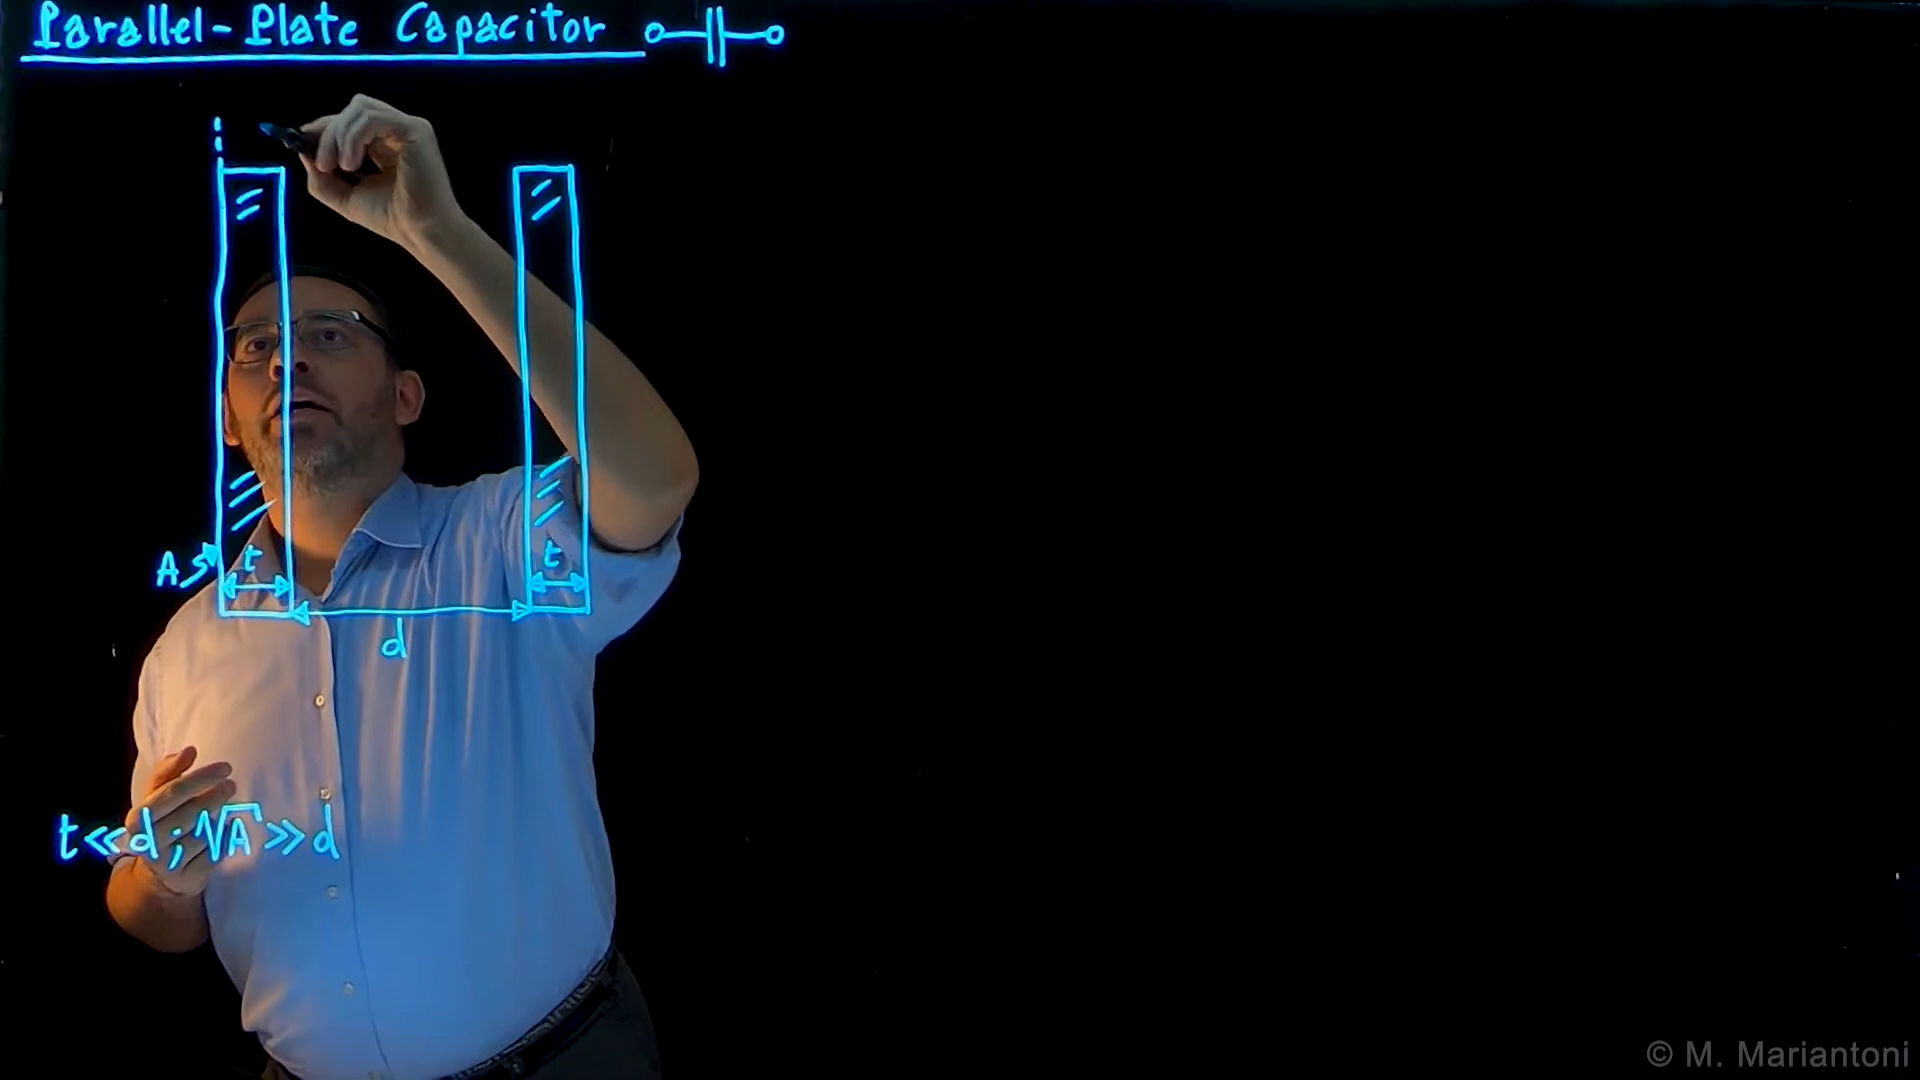 Parallel-Plate Capacitor
A t t
d
t≪d; √A≫d
© M. Mariantoni